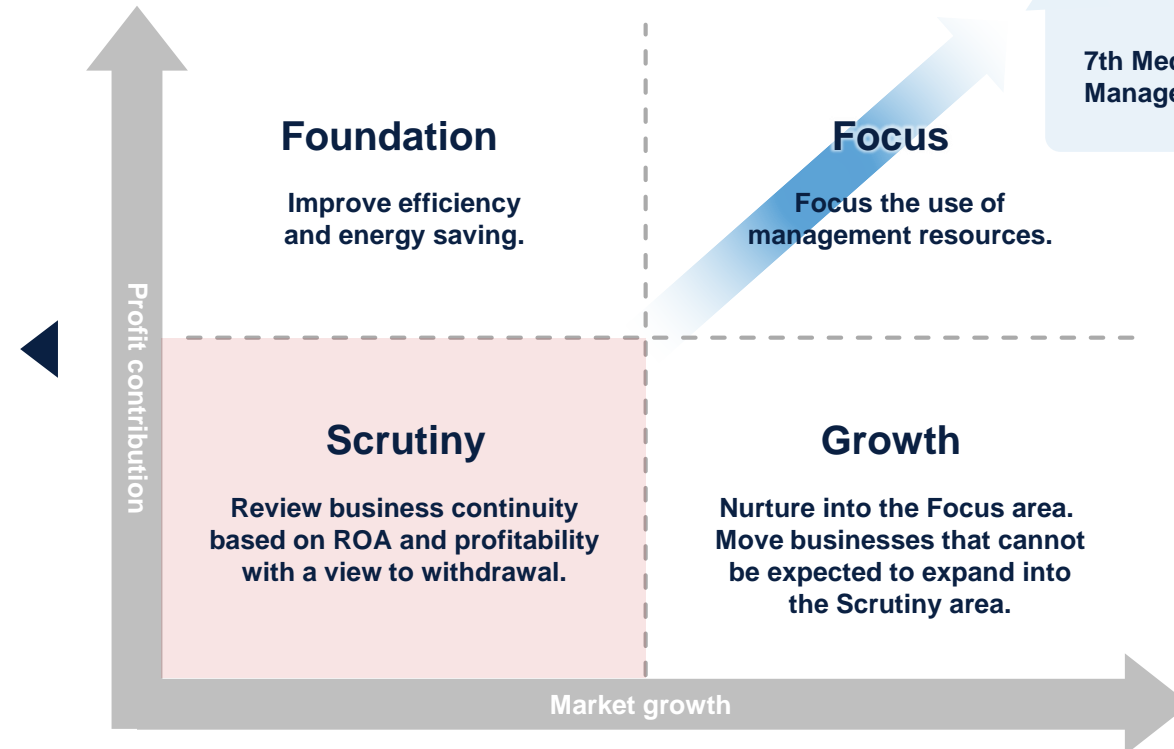 7th
Manage
Foundation
Improve efficiency
and energy saving.
Focus
Focus the use of
management resources.
Profit contribution
Scrutiny
Review business continuity
based on ROA and profitability
with a view to withdrawal.
Growth
Nurture into the Focus area.
Move businesses that cannot
be expected to expand into
the Scrutiny area.
Market growth